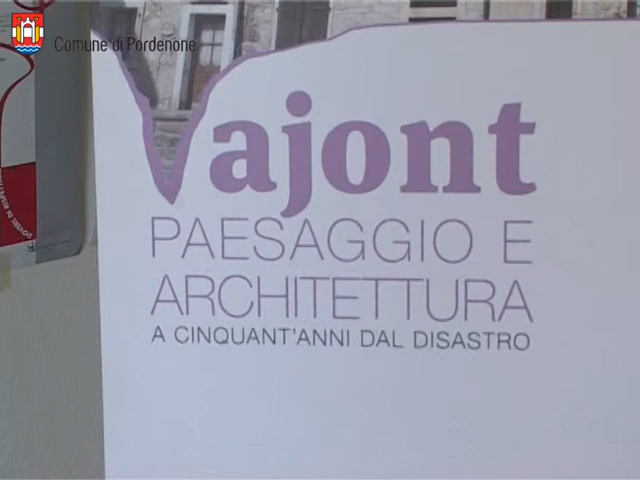 Comune di Pordenone
Vajont
PAESAGGIO E
ARCHITETTURA
A CINQUANT'ANNI DAL DISASTRO